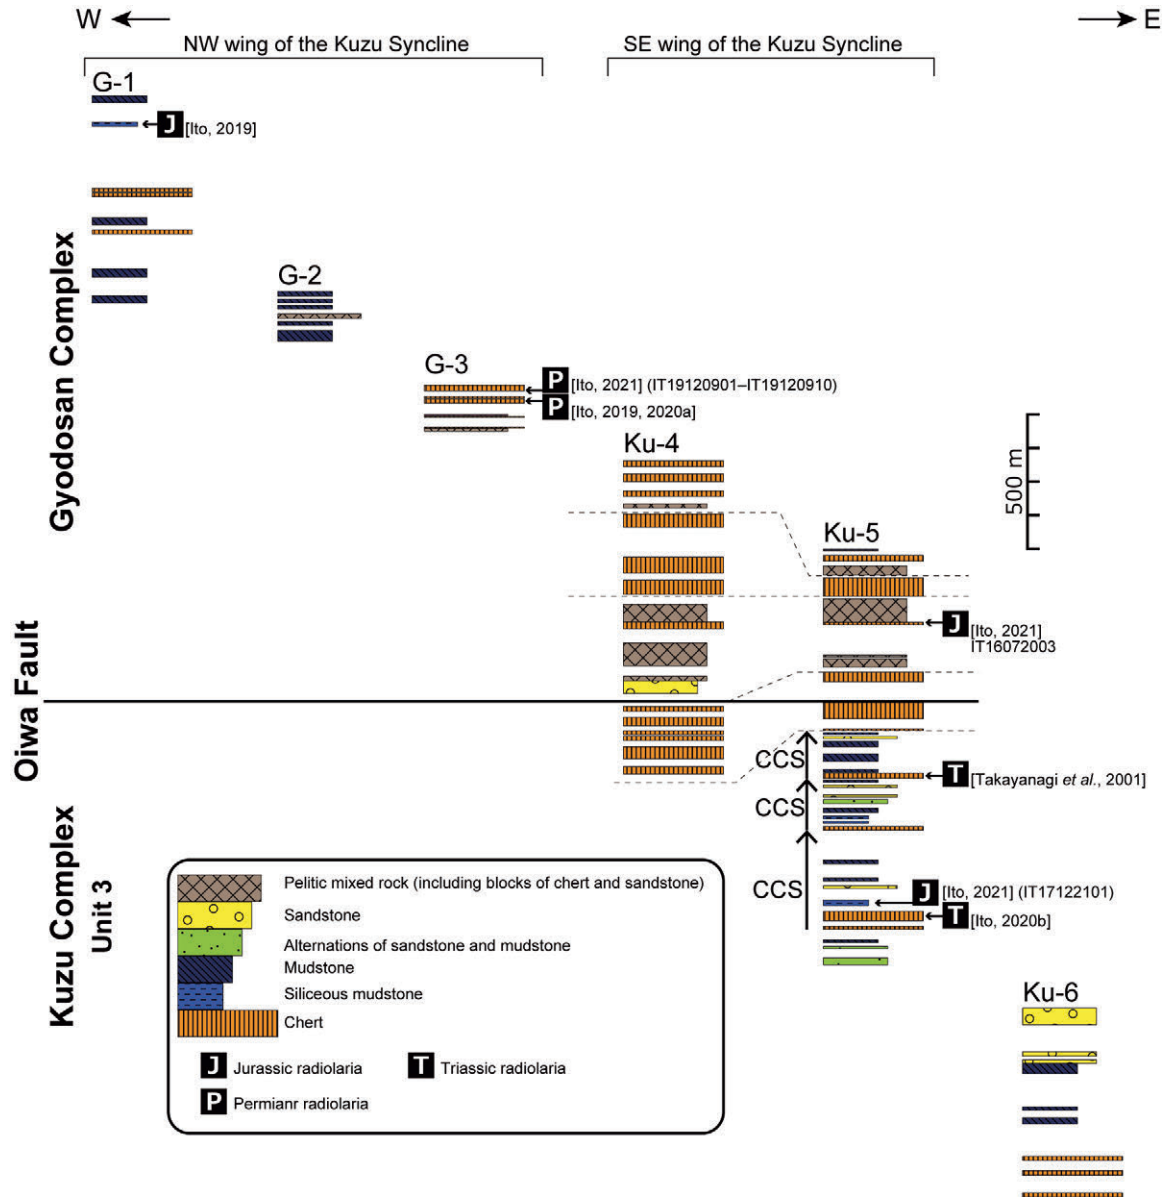 W
E
NW wing of the Kuzu Syncline
SE wing of the Kuzu Syncline
G-1
J [Ito, 2019]
Gyodosan Complex
G-2
G-3
P [Ito, 2021] (IT19120901–IT19120910)
P [Ito, 2019, 2020a]
Ku-4
500 m
Ku-5
J [Ito, 2021]
IT16072003
Oiwa Fault
CCS
T [Takayanagi et al., 2001]
CCS
CCS
J [Ito, 2021] (IT17122101)
T [Ito, 2020b]
Kuzu Complex
Unit 3
Ku-6
Pelitic mixed rock (including blocks of chert and sandstone)
Sandstone
Alternations of sandstone and mudstone
Mudstone
Siliceous mudstone
Chert
J Jurassic radiolaria
T Triassic radiolaria
P Permianr radiolaria